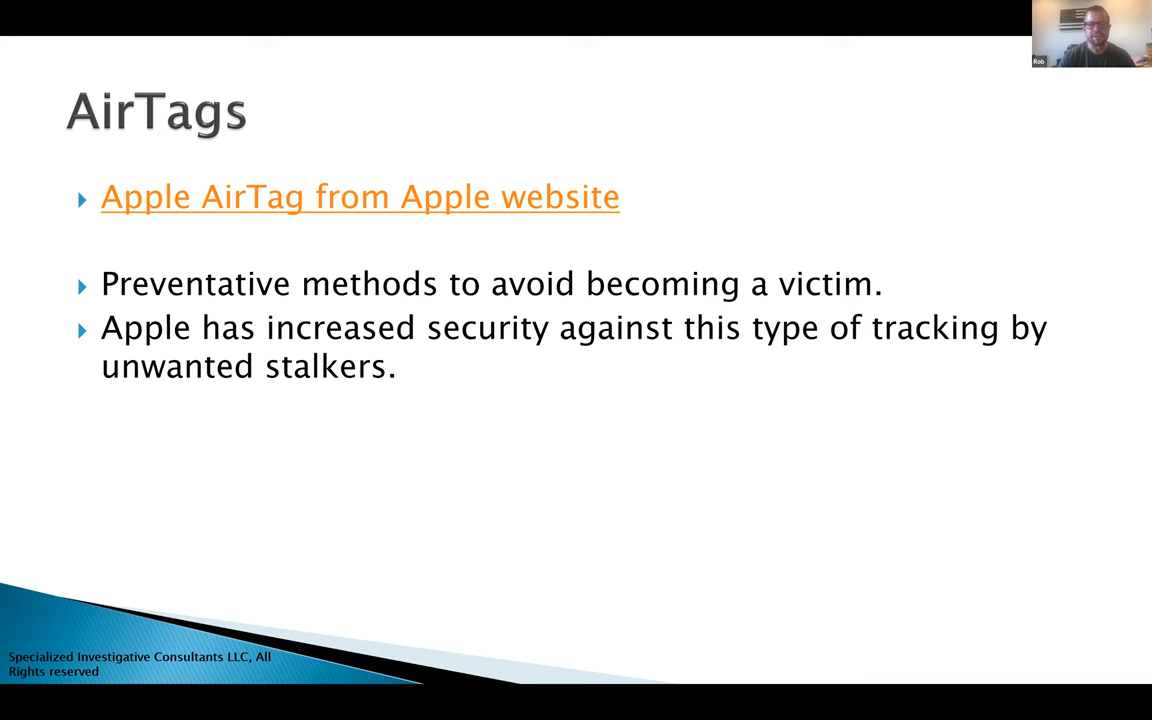 Rob
AirTags
Apple AirTag from Apple website
Preventative methods to avoid becoming a victim.
Apple has increased security against this type of tracking by
unwanted stalkers.
Specialized Investigative Consultants LLC, All
Rights reserved